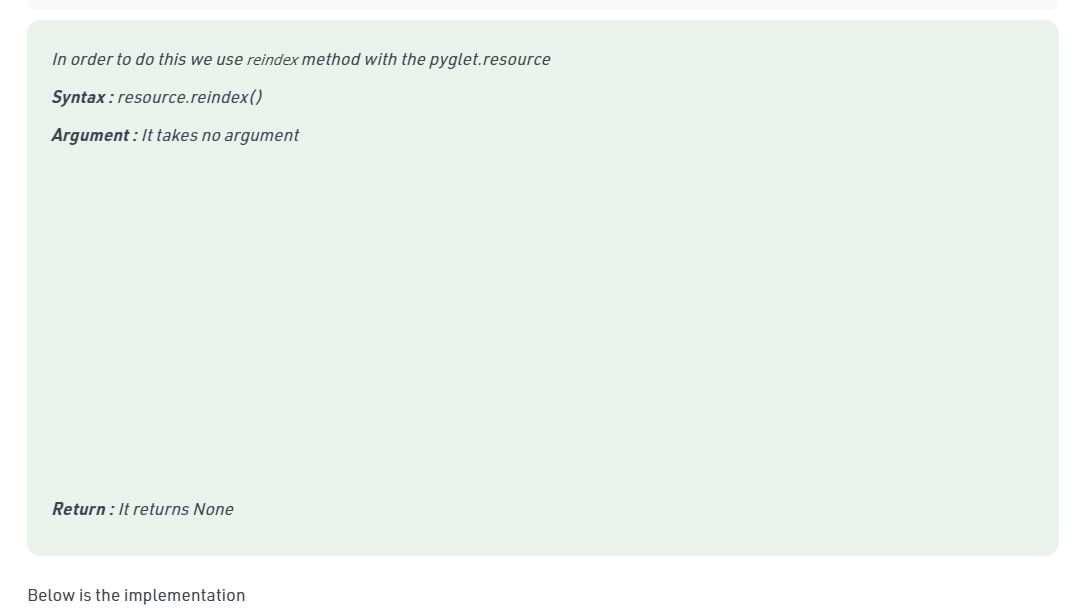 In order to do this we use reindex method with the pyglet.resource
Syntax : resource.reindex()
Argument : It takes no argument
Return : It returns None
Below is the implementation